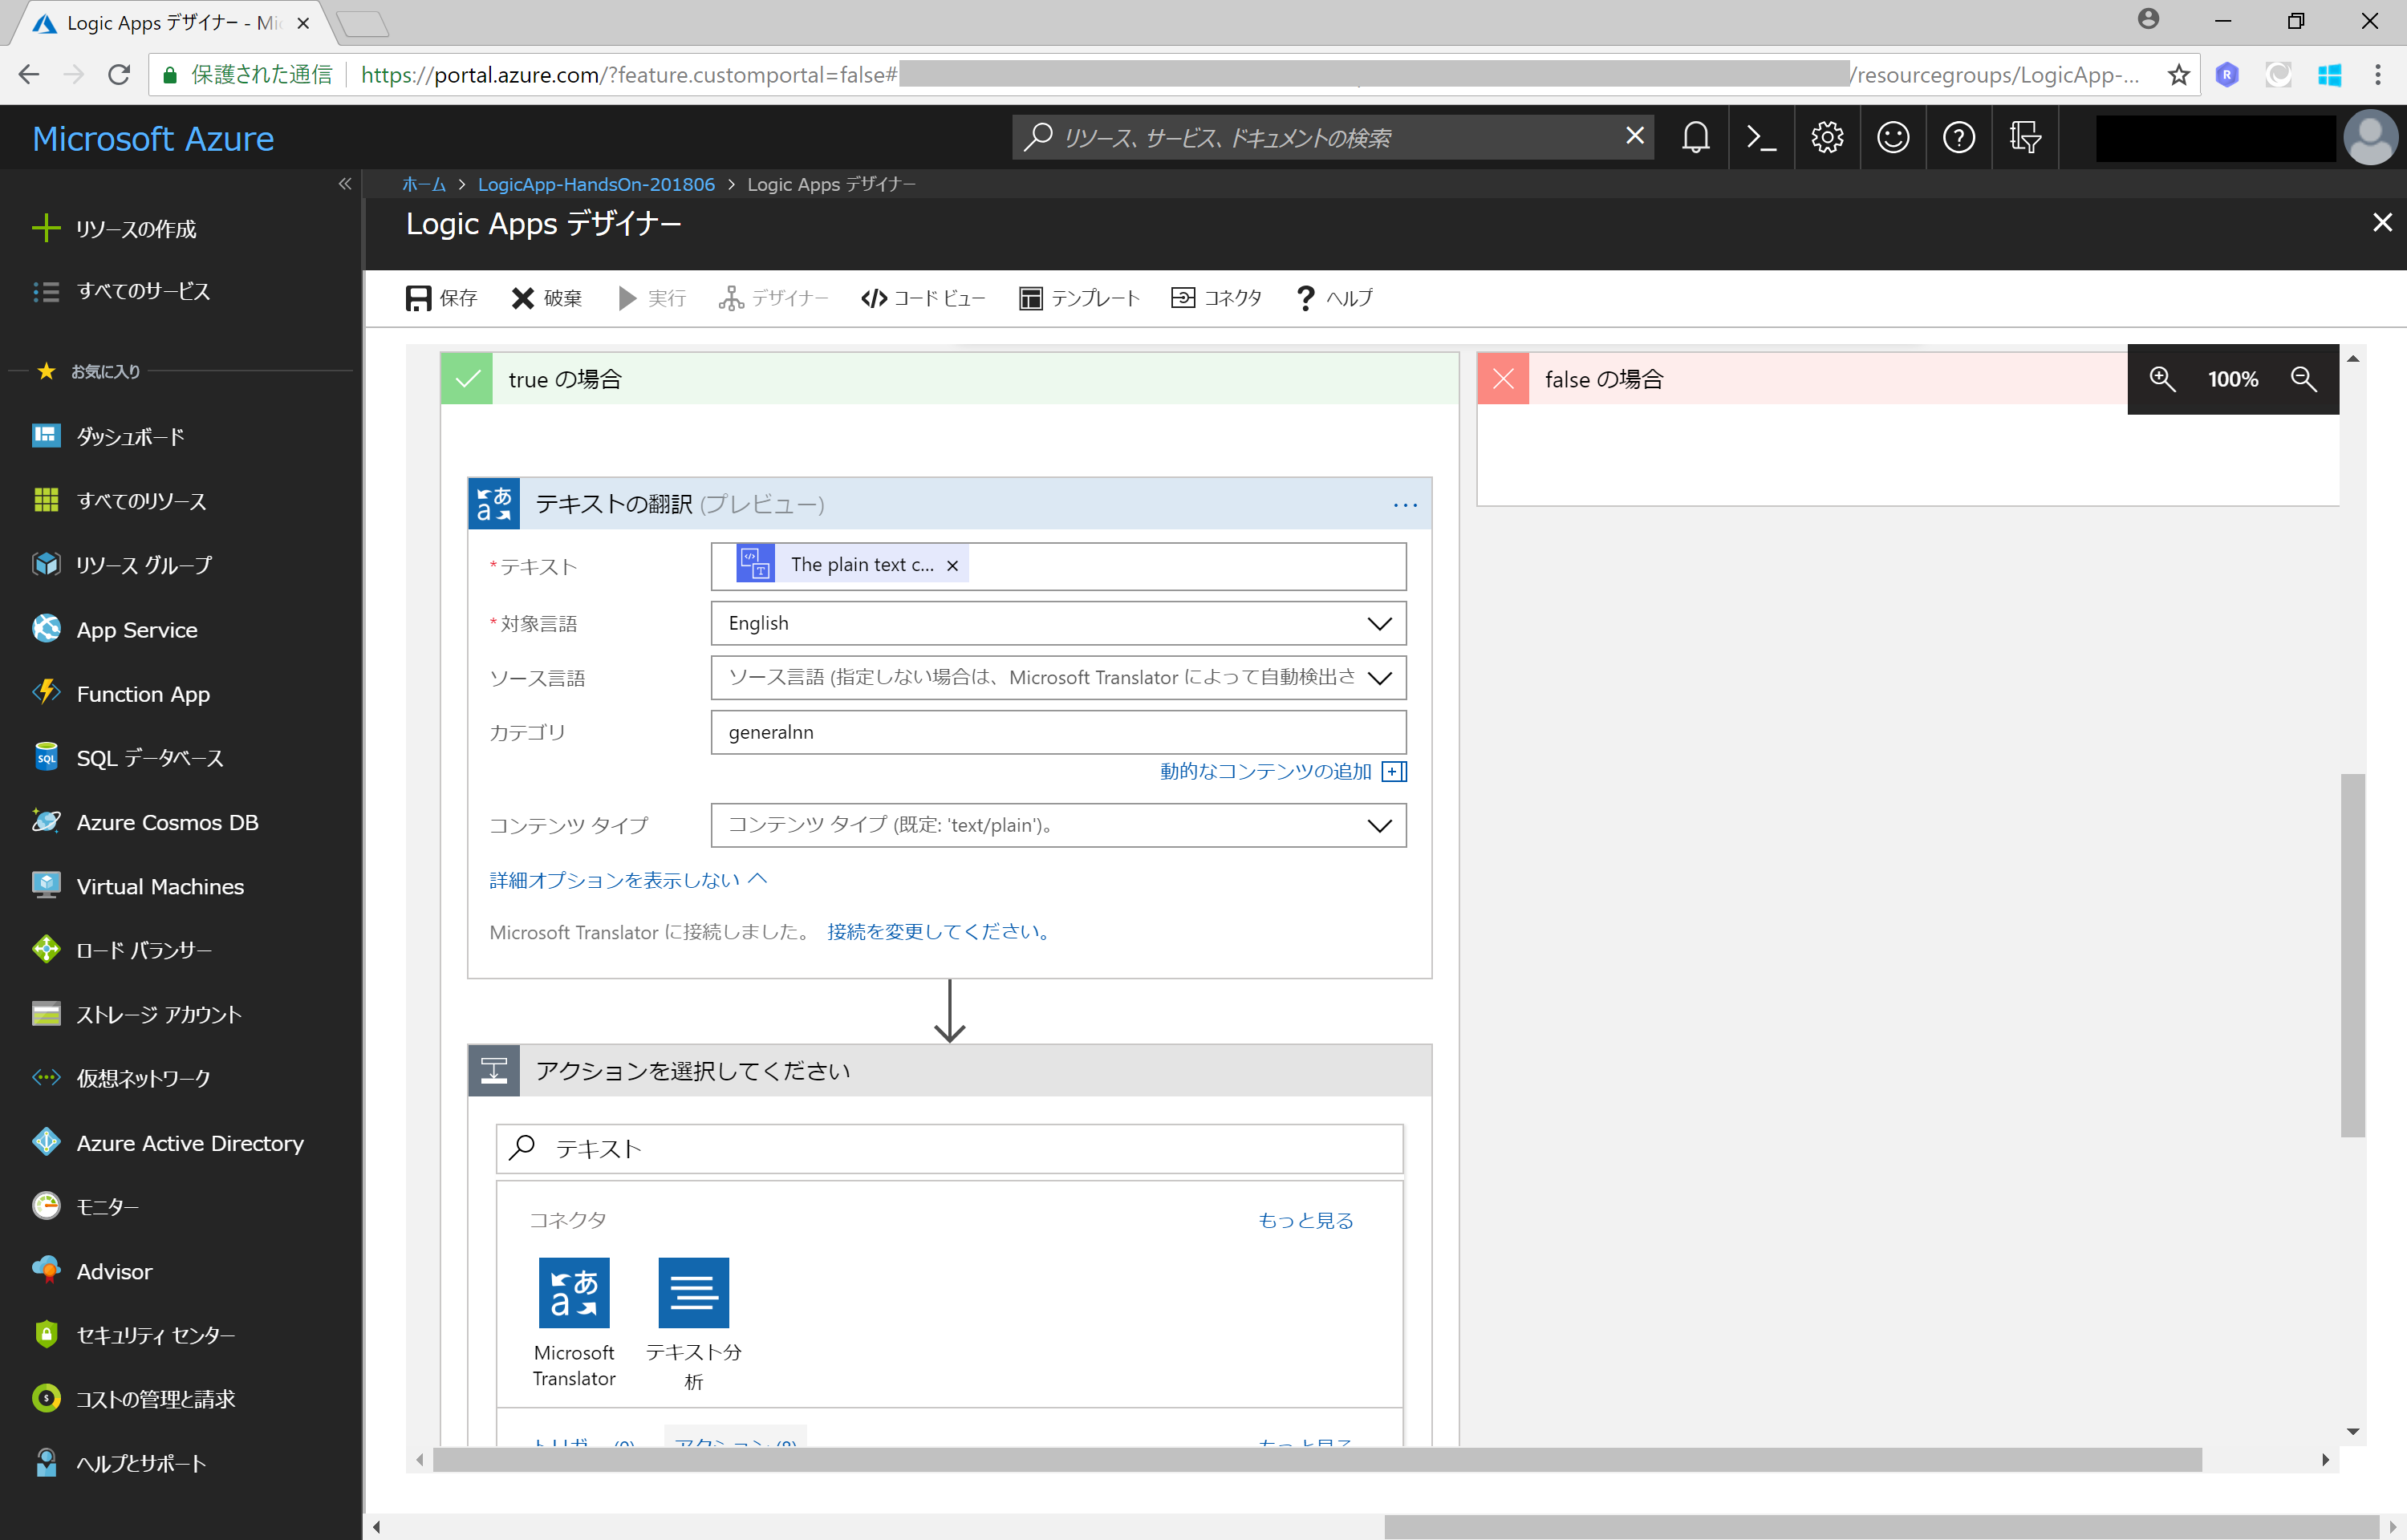 Logic Apps デザイナー - Mi
保護された通信
https://portal.azure.com/?feature.customportal=false#
/resourcegroups/LogicApp-...
R
Microsoft Azure
リソース、サービス、ドキュメントの検索
ホーム > LogicApp-HandsOn-201806 > Logic Apps デザイナー
Logic Apps デザイナー
リソースの作成
すべてのサービス
お気に入り
ダッシュボード
すべてのリソース
リソース グループ
App Service
Function App
SQL データベース
Azure Cosmos DB
Virtual Machines
ロード バランサー
ストレージ アカウント
仮想ネットワーク
Azure Active Directory
モニター
Advisor
セキュリティ センター
コストの管理と請求
ヘルプとサポート
保存
破棄
実行
デザイナー
コード ビュー
テンプレート
コネクタ
ヘルプ
true の場合
false の場合
100%
テキストの翻訳 (プレビュー)
*テキスト
The plain text c...
*対象言語
English
ソース言語
ソース言語 (指定しない場合は、Microsoft Translator によって自動検出さ
カテゴリ
generalnn
動的なコンテンツの追加
コンテンツ タイプ
コンテンツ タイプ (既定: 'text/plain')。
詳細オプションを表示しない
Microsoft Translator に接続しました。 接続を変更してください。
アクションを選択してください
テキスト
コネクタ
もっと見る
Microsoft
Translator
テキスト分
析
トリガー (0)
アクション (8)
もっと見る